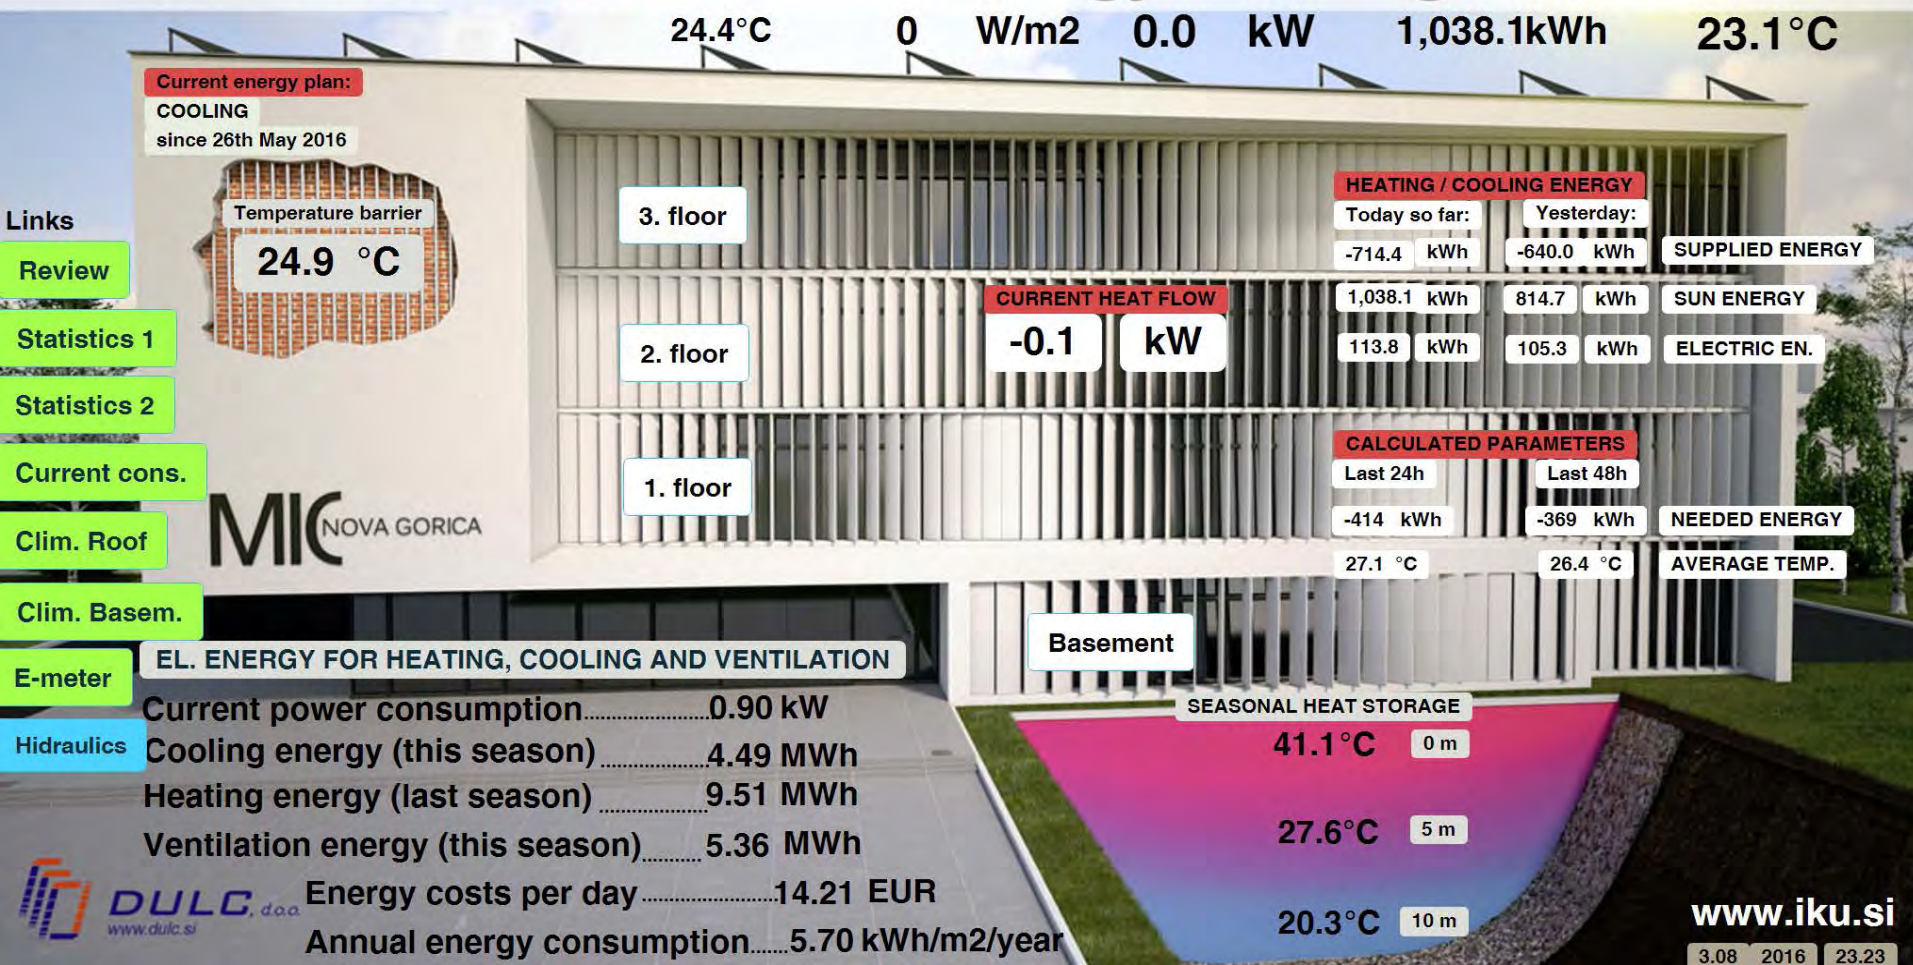 24.4°C 0 W/m2 0.0 kW 1,038.1kWh 23.1°C
Current energy plan:
COOLING
since 26th May 2016
Temperature barrier
24.9 °C
Links
Review
Statistics 1
Statistics 2
Current cons.
Clim. Roof
Clim. Basem.
E-meter
Hidraulics
MIC NOVA GORICA
3. floor
2. floor
1. floor
Basement
CURRENT HEAT FLOW
-0.1 kW
HEATING / COOLING ENERGY
Today so far: Yesterday:
-714.4 kWh -640.0 kWh SUPPLIED ENERGY
1,038.1 kWh 814.7 kWh SUN ENERGY
113.8 kWh 105.3 kWh ELECTRIC EN.
CALCULATED PARAMETERS
Last 24h Last 48h
-414 kWh -369 kWh NEEDED ENERGY
27.1 °C 26.4 °C AVERAGE TEMP.
EL. ENERGY FOR HEATING, COOLING AND VENTILATION
Current power consumption......................0.90 kW
Cooling energy (this season)...................4.49 MWh
Heating energy (last season)...................9.51 MWh
Ventilation energy (this season)..........5.36 MWh
Energy costs per day.......................14.21 EUR
Annual energy consumption......5.70 kWh/m2/year
SEASONAL HEAT STORAGE
41.1°C 0 m
27.6°C 5 m
20.3°C 10 m
DULC, d.o.o.
www.dulc.si
www.iku.si
3.08 2016 23.23